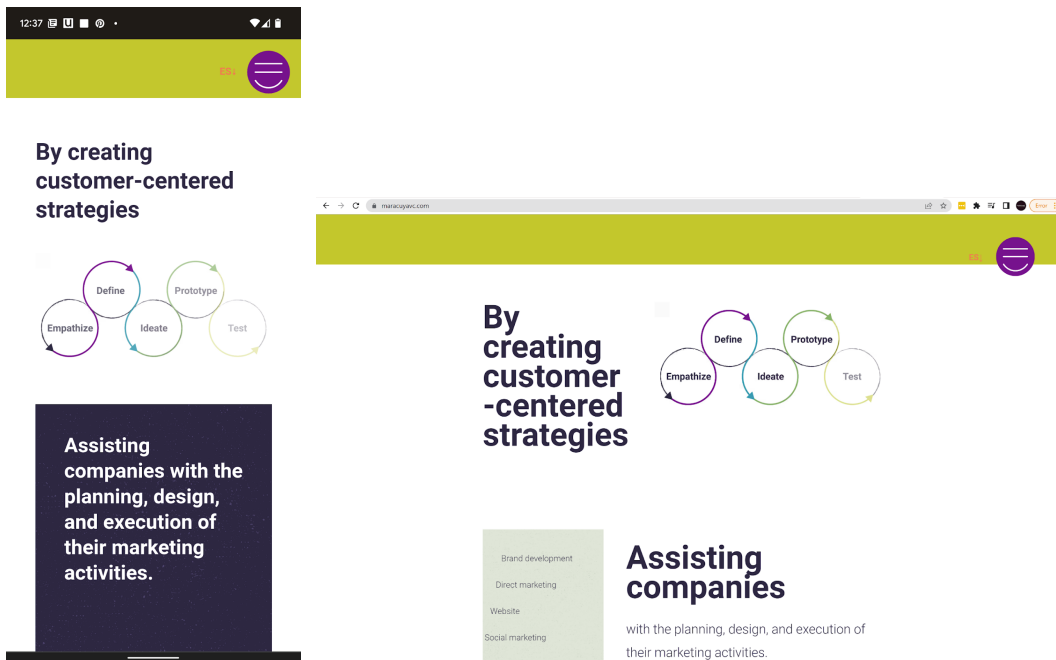 12:37
ES↓
By creating
customer-centered
strategies
Define
Prototype
Empathize
Ideate
Test
Assisting
companies with the
planning, design,
and execution of
their marketing
activities.
maracuyavc.com
Error
ES↓
By
creating
customer
-centered
strategies
Define
Prototype
Empathize
Ideate
Test
Brand development
Direct marketing
Website
Social marketing
Assisting
companies
with the planning, design, and execution of
their marketing activities.